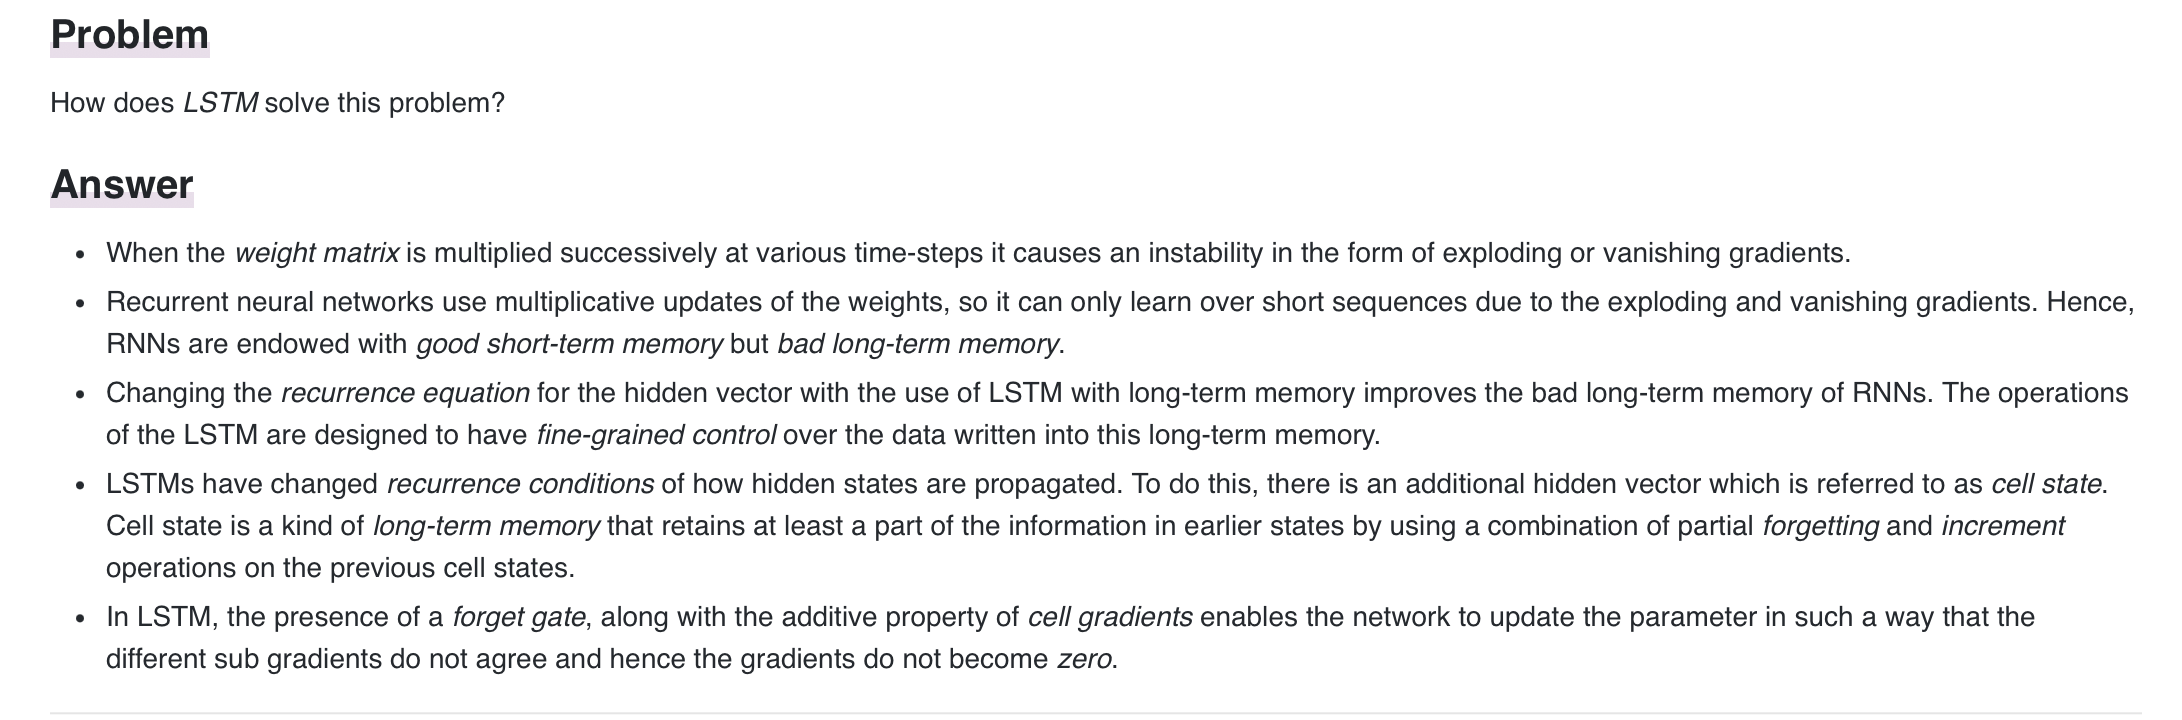 Problem
How does LSTM solve this problem?
Answer
• When the weight matrix is multiplied successively at various time-steps it causes an instability in the form of exploding or vanishing gradients.
• Recurrent neural networks use multiplicative updates of the weights, so it can only learn over short sequences due to the exploding and vanishing gradients. Hence,
RNNs are endowed with good short-term memory but bad long-term memory.
• Changing the recurrence equation for the hidden vector with the use of LSTM with long-term memory improves the bad long-term memory of RNNs. The operations
of the LSTM are designed to have fine-grained control over the data written into this long-term memory.
• LSTMs have changed recurrence conditions of how hidden states are propagated. To do this, there is an additional hidden vector which is referred to as cell state.
Cell state is a kind of long-term memory that retains at least a part of the information in earlier states by using a combination of partial forgetting and increment
operations on the previous cell states.
• In LSTM, the presence of a forget gate, along with the additive property of cell gradients enables the network to update the parameter in such a way that the
different sub gradients do not agree and hence the gradients do not become zero.